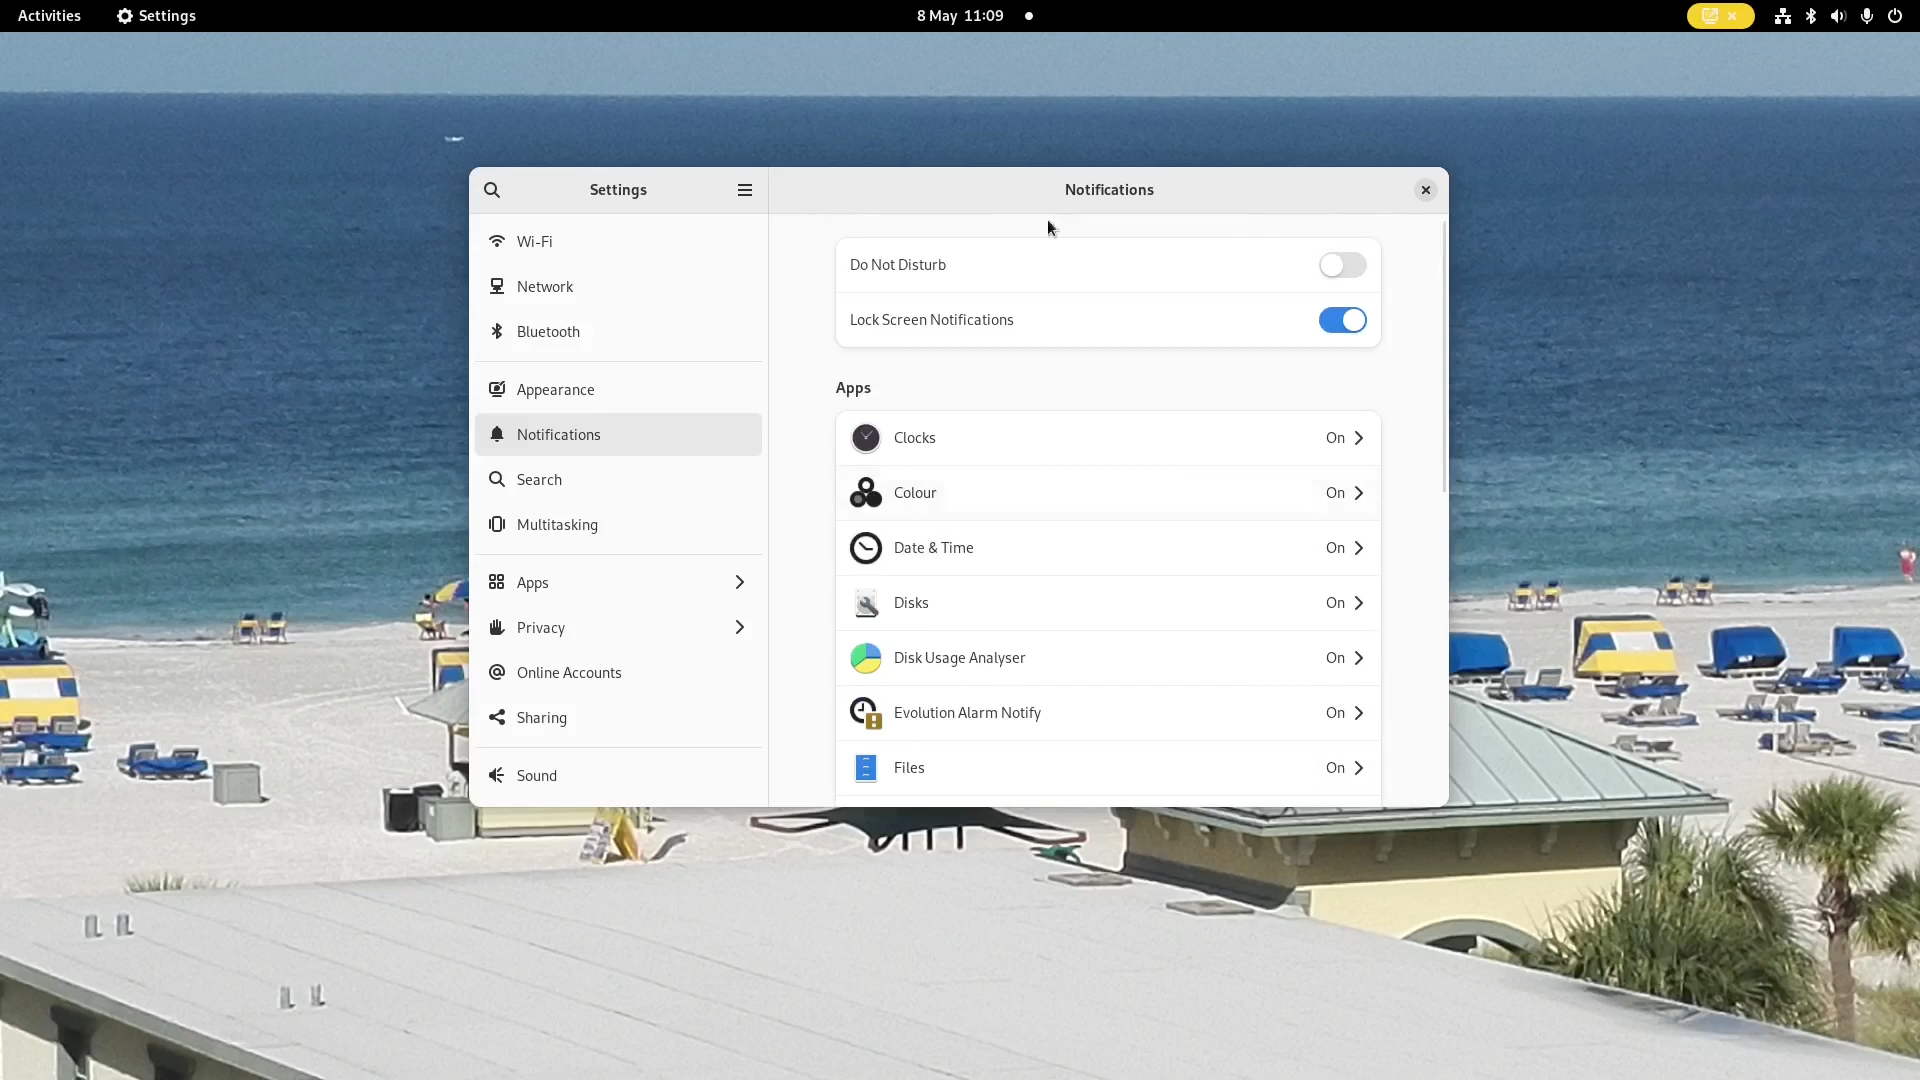 Activities
Settings
8 May 11:09
Settings
Notifications
Wi-Fi
Network
Bluetooth
Appearance
Notifications
Search
Multitasking
Apps
Privacy
Online Accounts
Sharing
Sound
Do Not Disturb
Lock Screen Notifications
Apps
Clocks On
Colour On
Date & Time On
Disks On
Disk Usage Analyser On
Evolution Alarm Notify On
Files On